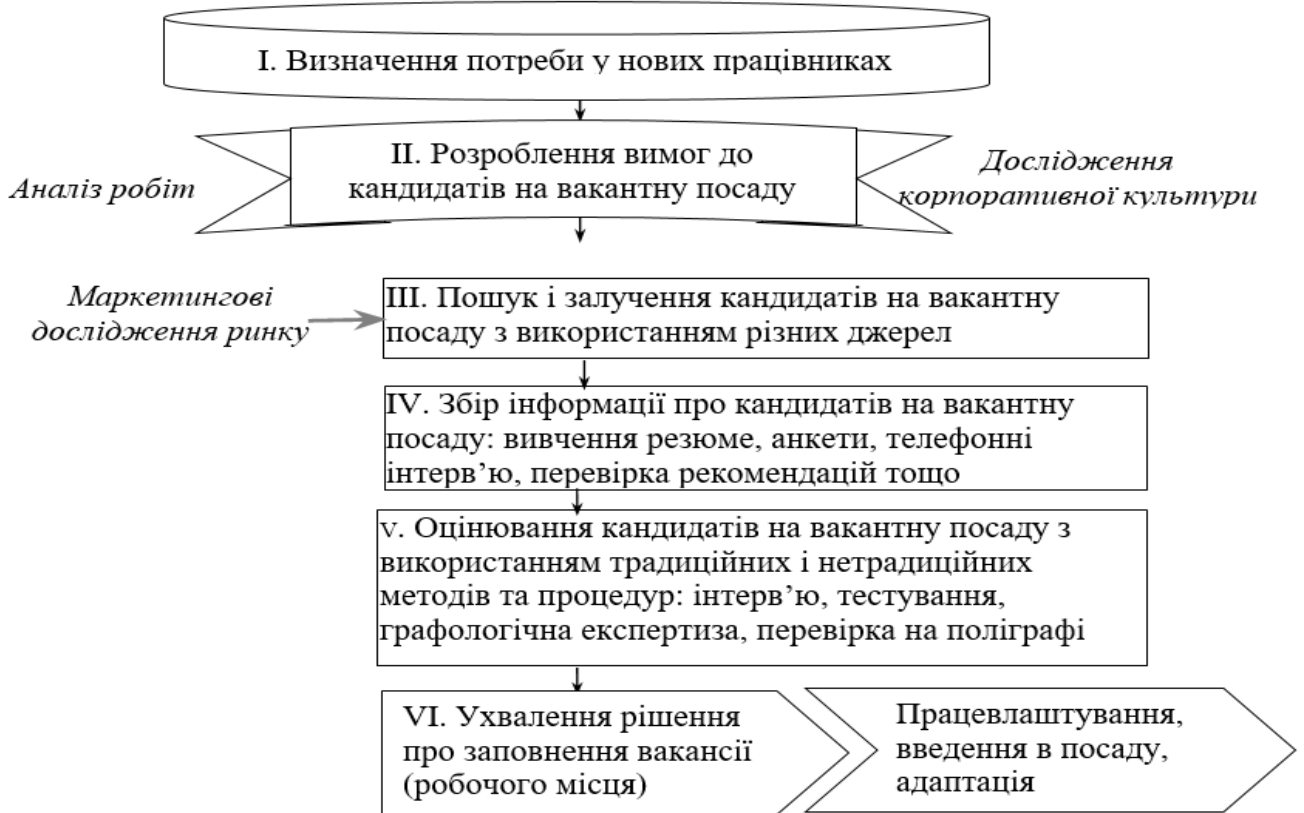 I. Визначення потреби у нових працівниках
II. Розроблення вимог до
кандидатів на вакантну посаду
Аналіз робіт
Дослідження
корпоративної культури
Маркетингові
дослідження ринку
III. Пошук і залучення кандидатів на вакантну
посаду з використанням різних джерел
IV. Збір інформації про кандидатів на вакантну
посаду: вивчення резюме, анкети, телефонні
інтерв’ю, перевірка рекомендацій тощо
v. Оцінювання кандидатів на вакантну посаду з
використанням традиційних і нетрадиційних
методів та процедур: інтерв’ю, тестування,
графологічна експертиза, перевірка на поліграфі
VI. Ухвалення рішення
про заповнення вакансії
(робочого місця)
Працевлаштування,
введення в посаду,
адаптація